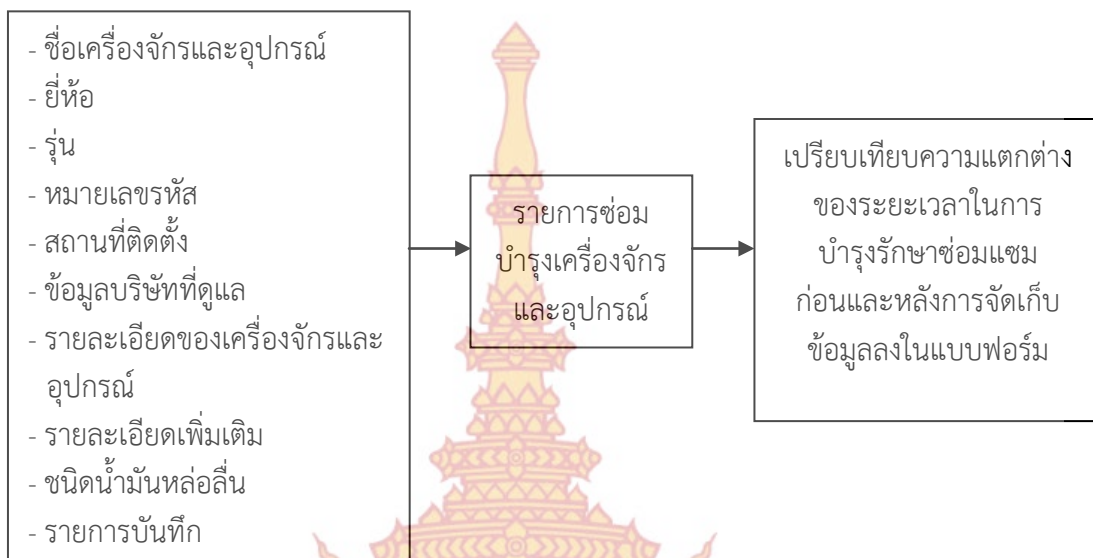 - ชื่อเครื่องจักรและอุปกรณ์
- ยี่ห้อ
- รุ่น
- หมายเลขรหัส
- สถานที่ติดตั้ง
- ข้อมูลบริษัทที่ดูแล
- รายละเอียดของเครื่องจักรและ
อุปกรณ์
- รายละเอียดเพิ่มเติม
- ชนิดน้ำมันหล่อลื่น
- รายการบันทึก
รายการซ่อม
บำรุงเครื่องจักร
และอุปกรณ์
เปรียบเทียบความแตกต่าง
ของระยะเวลาในการ
บำรุงรักษาซ่อมแซม
ก่อนและหลังการจัดเก็บ
ข้อมูลลงในแบบฟอร์ม